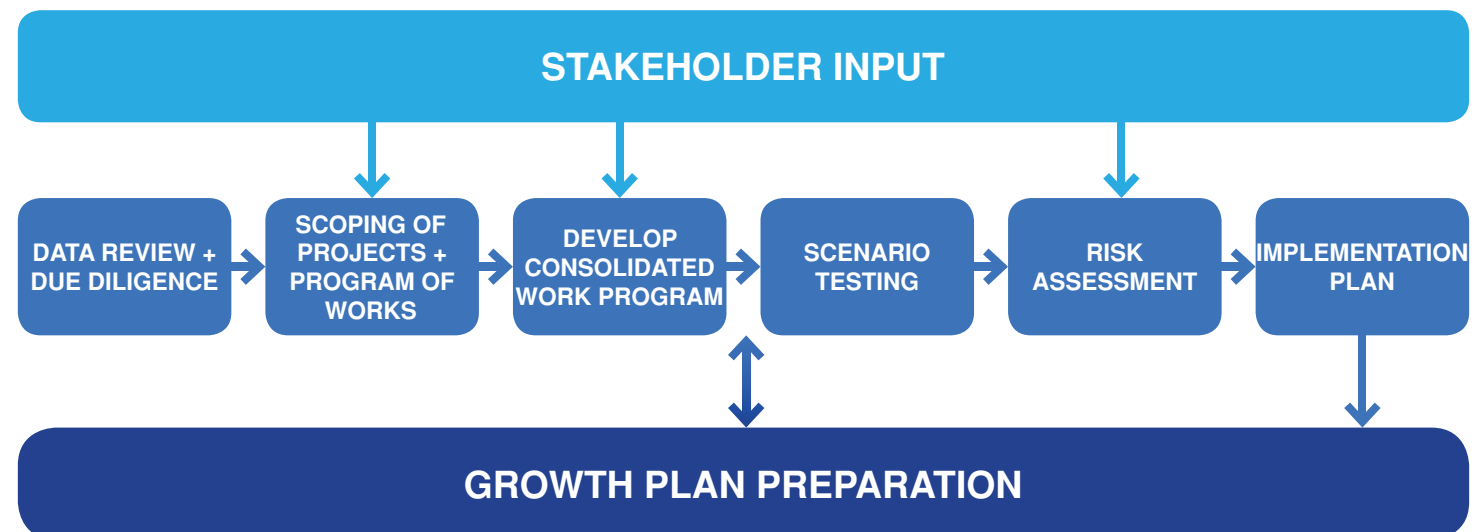 STAKEHOLDER INPUT
DATA REVIEW +
DUE DILIGENCE
SCOPING OF
PROJECTS +
PROGRAM OF
WORKS
DEVELOP
CONSOLIDATED
WORK PROGRAM
SCENARIO
TESTING
RISK
ASSESSMENT
IMPLEMENTATION
PLAN
GROWTH PLAN PREPARATION